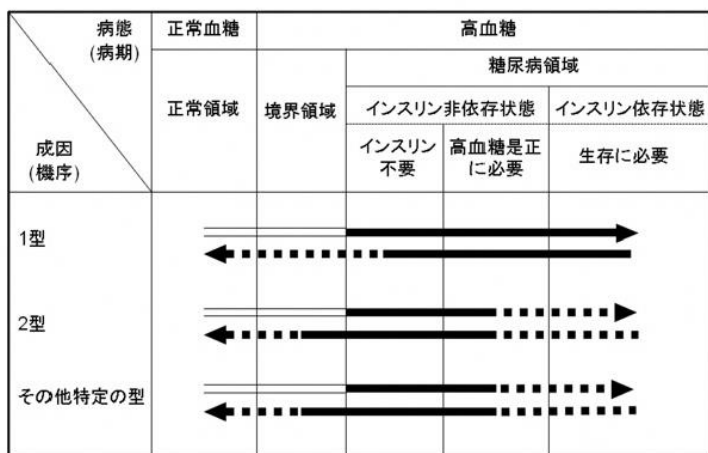 病態
(病期)
正常血糖
高血糖
糖尿病領域
正常領域
境界領域
インスリン非依存状態
インスリン依存状態
成因
(機序)
インスリン
不要
高血糖是正
に必要
生存に必要
1型
2型
その他特定の型